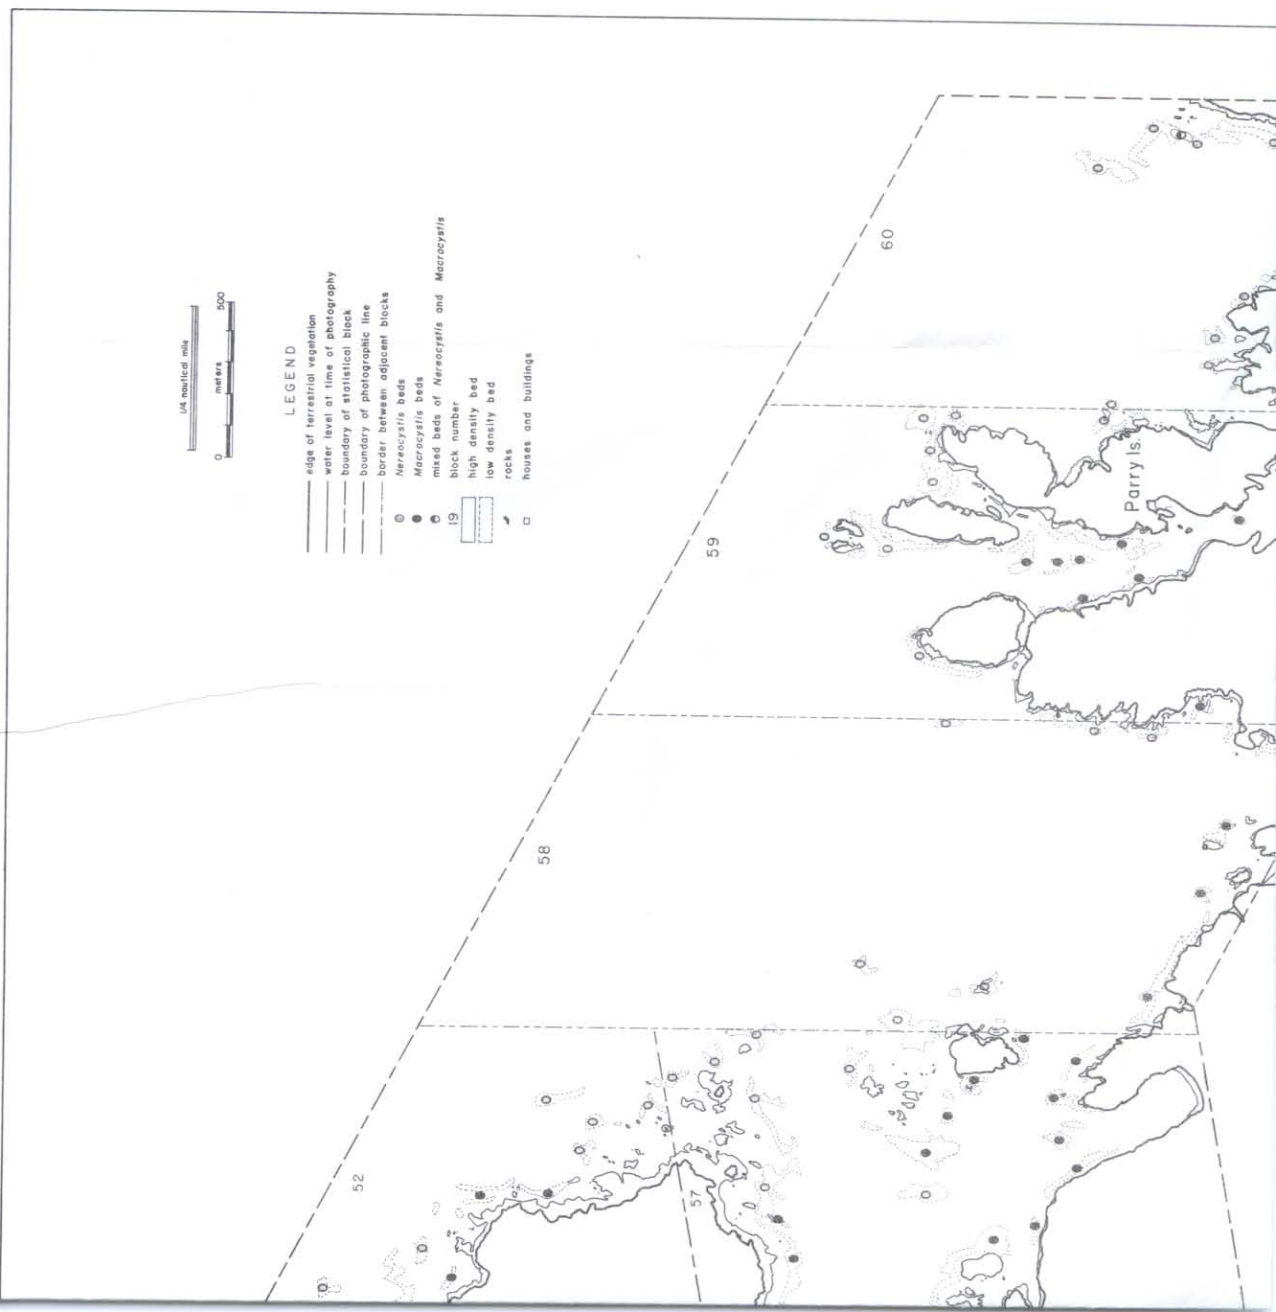 1/4 nautical mile
0 meters 500
LEGEND
edge of terrestrial vegetation
water level at time of photography
boundary of statistical block
boundary of photographic line
border between adjacent blocks
Nereocystis beds
Macrocystis beds
mixed beds of Nereocystis and Macrocystis
19 block number
high density bed
low density bed
rocks
houses and buildings
60
59
Parry Is.
58
52
57